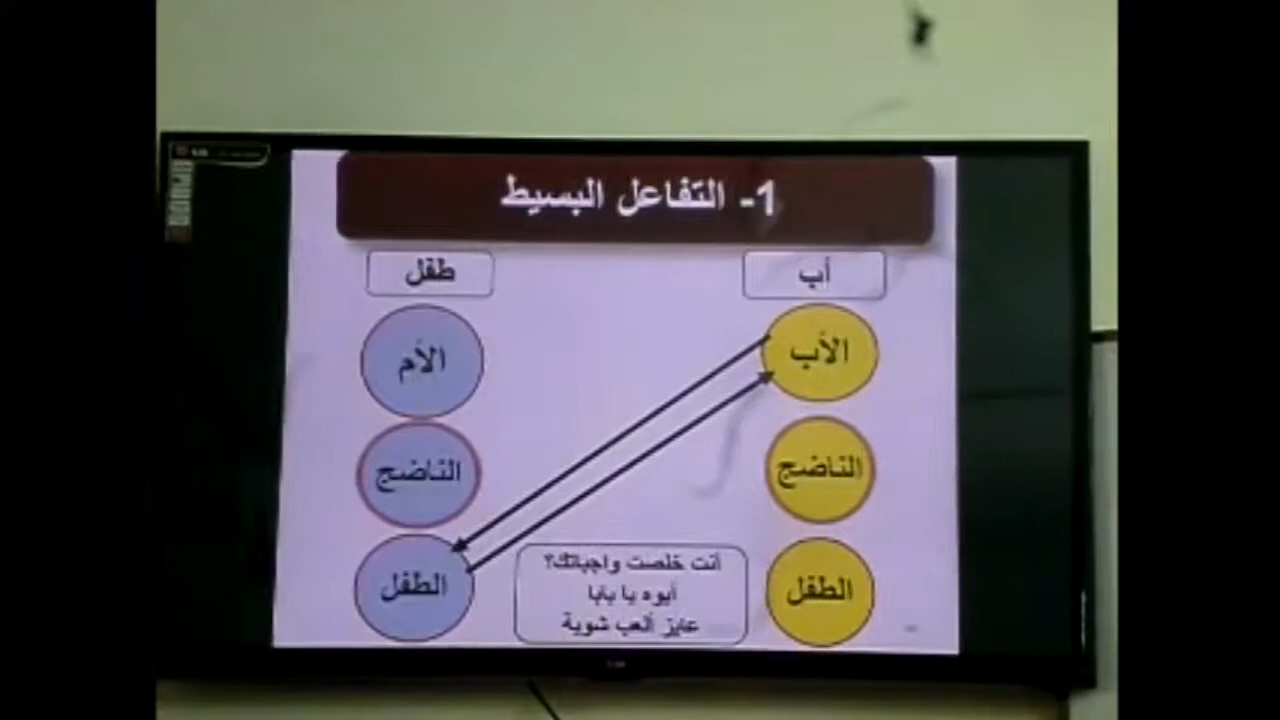 1- التفاعل البسيط
أب
طفل
الأب
الأم
الناضج
الناضج
الطفل
الطفل
أنت خلصت واجباتك؟
أيوه يا بابا
عايز ألعب شوية